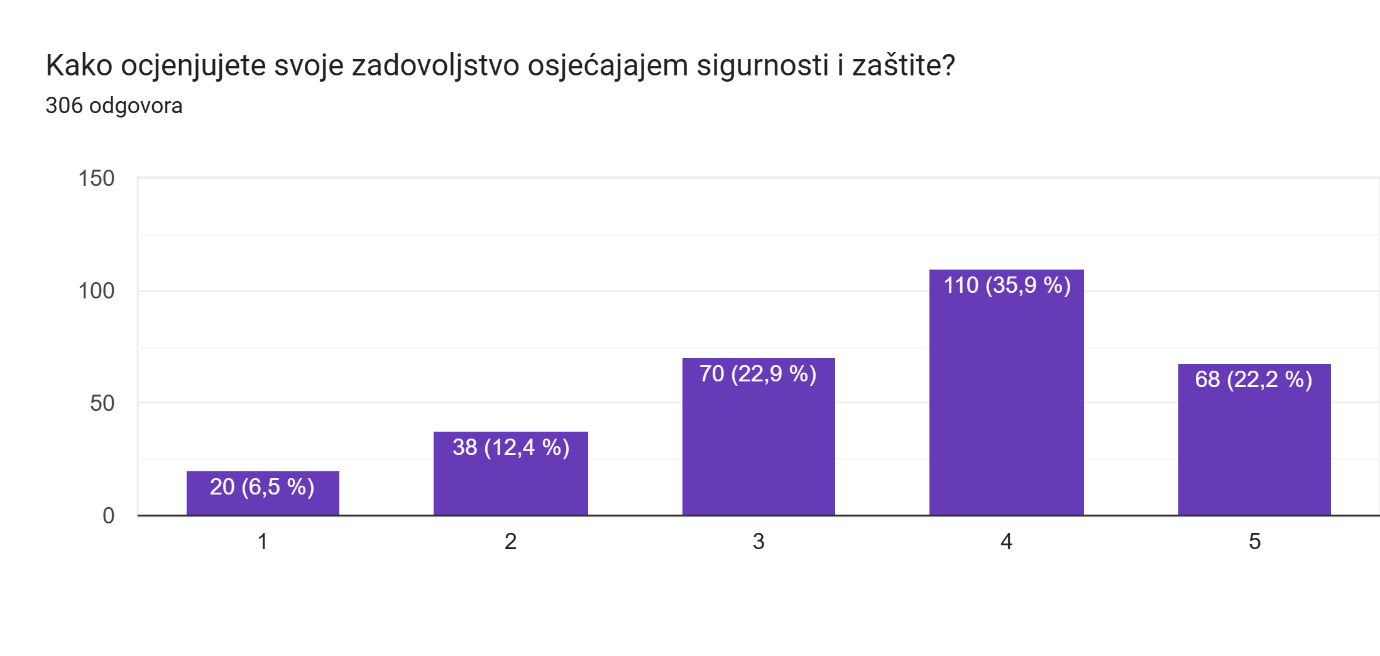 Kako ocjenjujete svoje zadovoljstvo osjećajajem sigurnosti i zaštite?
306 odgovora
150
100
50
0
20 (6,5 %)
38 (12,4 %)
70 (22,9 %)
110 (35,9 %)
68 (22,2 %)
1
2
3
4
5